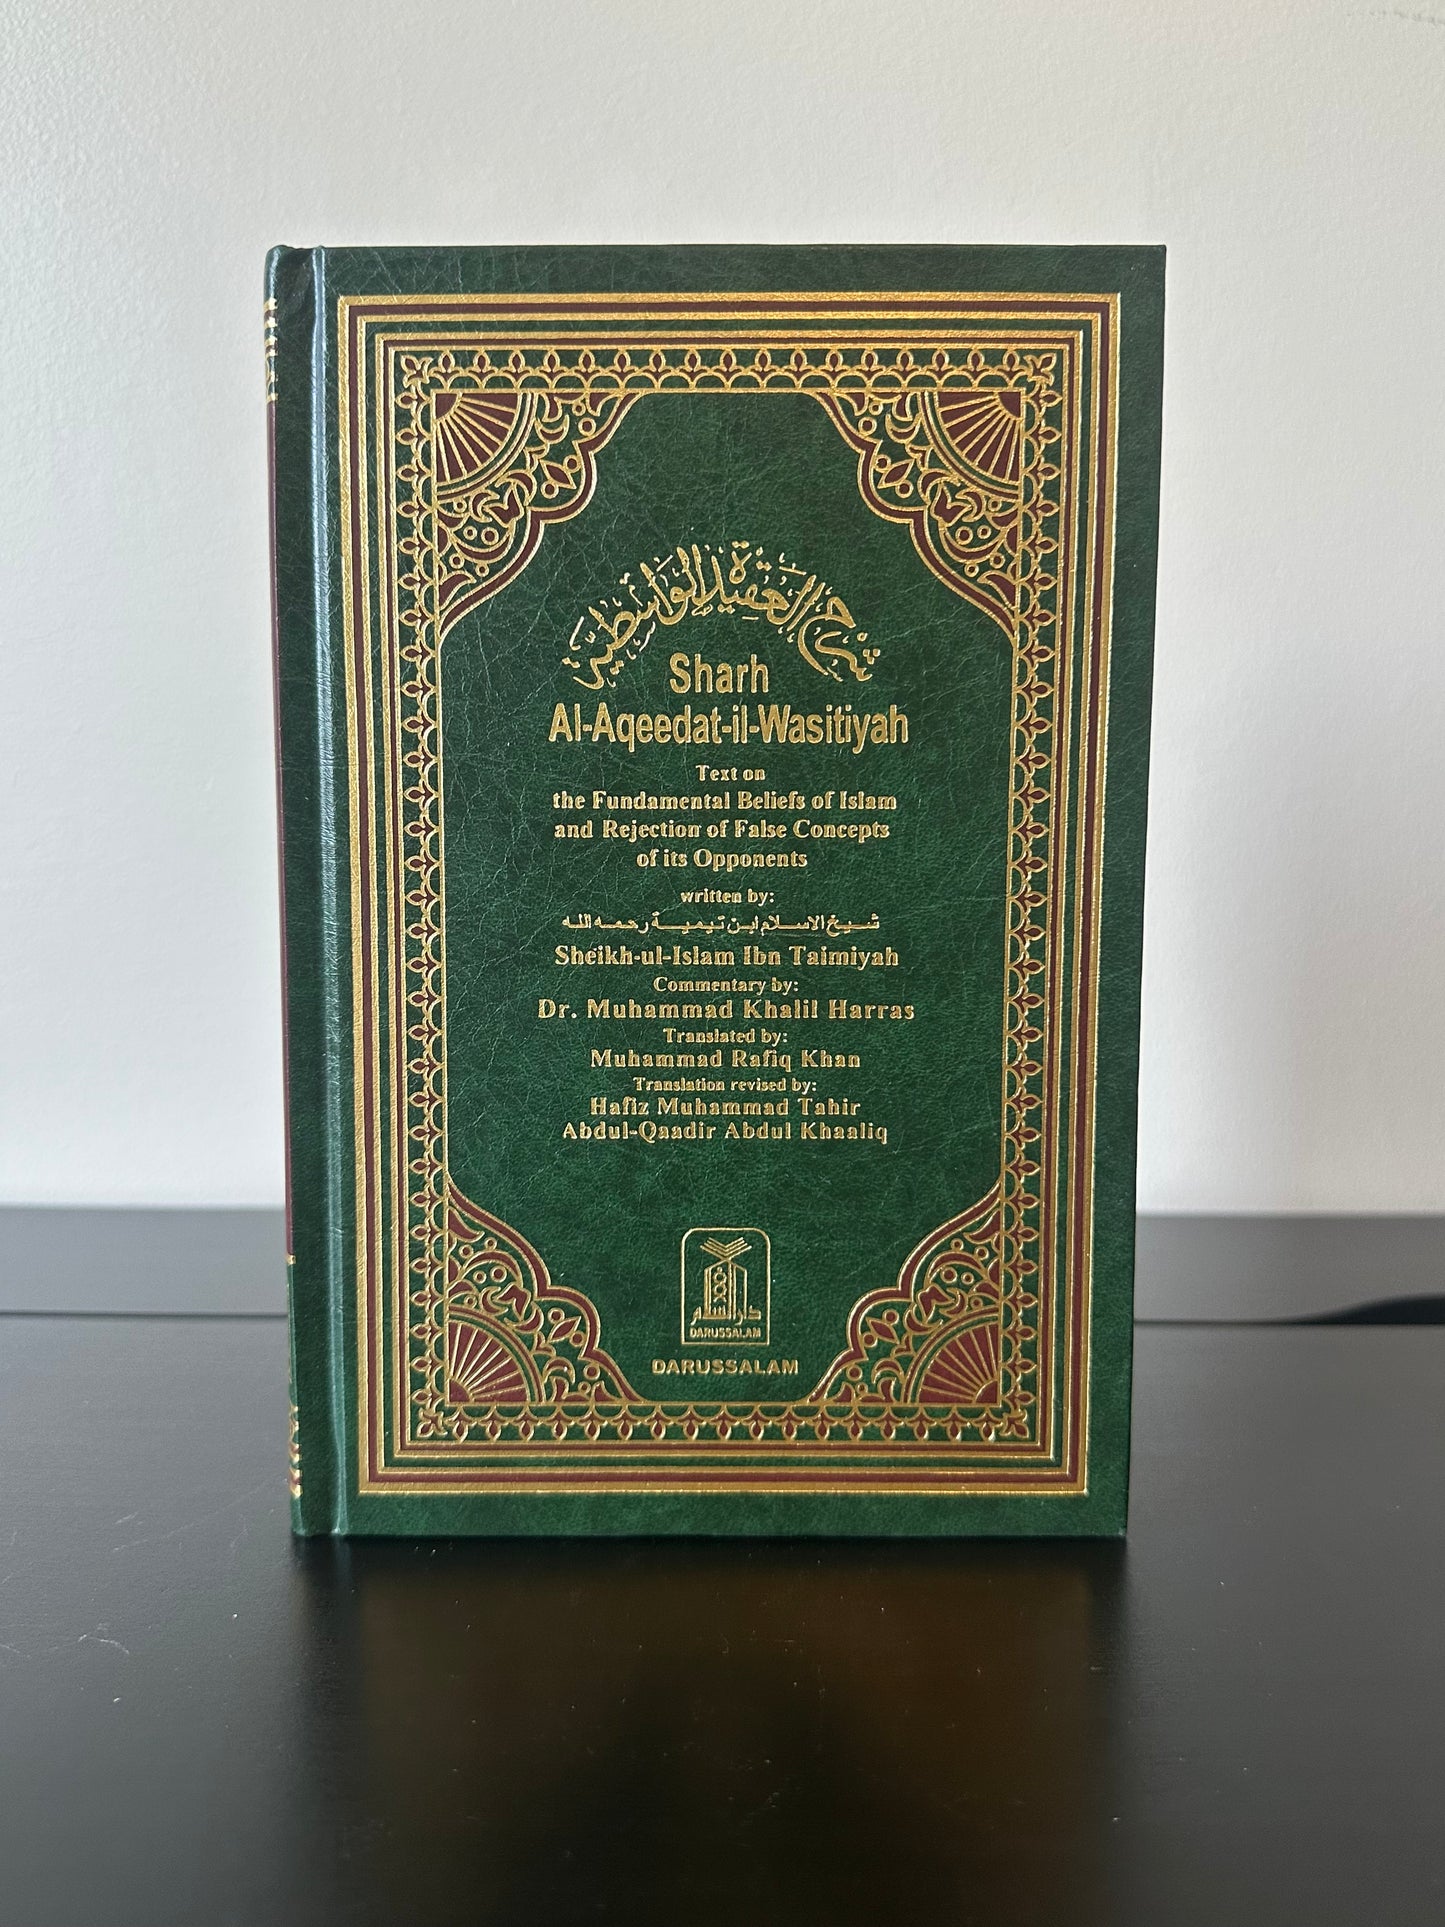 شرح العقيدة الواسطية
Sharh
Al-Aqeedat-il-Wasitiyah
Text on
the Fundamental Beliefs of Islam
and Rejection of False Concepts
of its Opponents
written by:
شيخ الاسلام ابن تيمية رحمه الله
Sheikh-ul-Islam Ibn Taimiyah
Commentary by:
Dr. Muhammad Khalil Harras
Translated by:
Muhammad Rafiq Khan
Translation revised by:
Hafiz Muhammad Tahir
Abdul-Qaadir Abdul Khaaliq
دار السلام
DARUSSALAM
DARUSSALAM